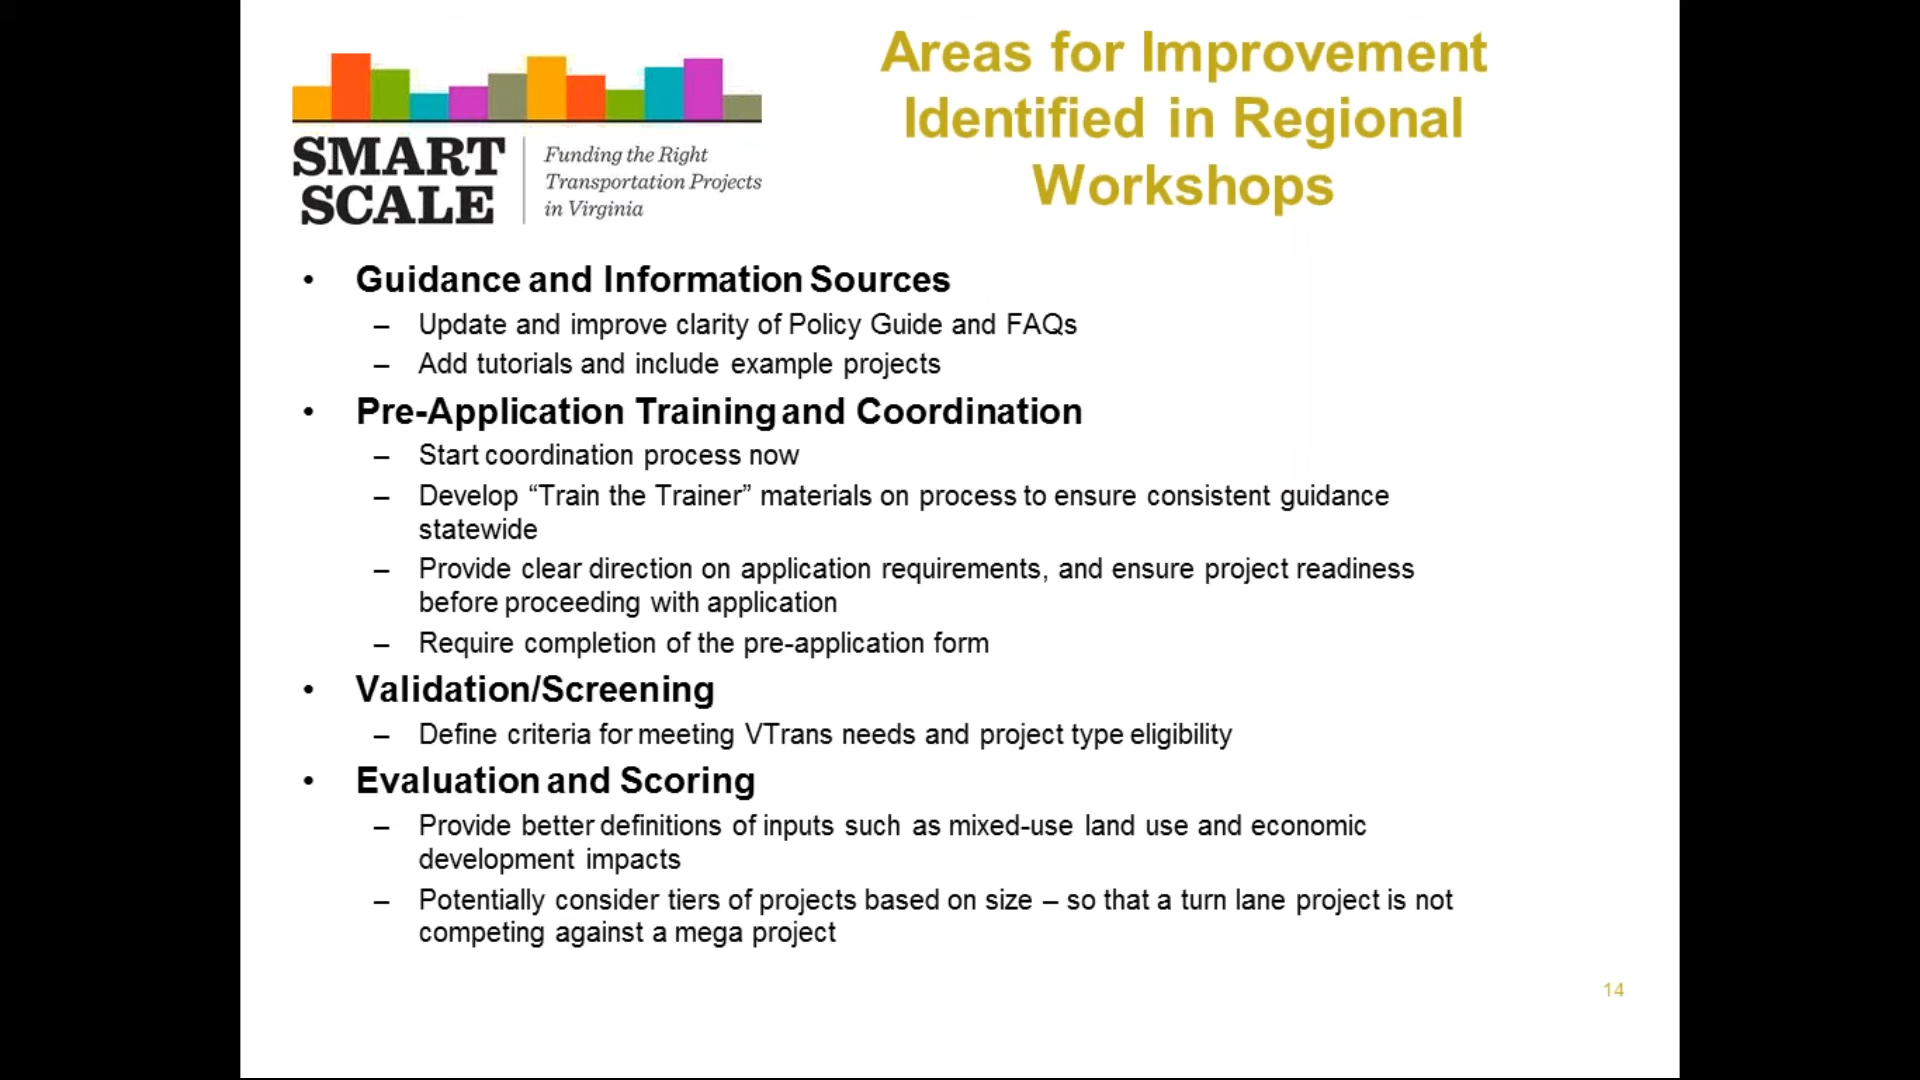 Areas for Improvement
Identified in Regional
Workshops
SMART
SCALE
Funding the Right
Transportation Projects
in Virginia
• Guidance and Information Sources
– Update and improve clarity of Policy Guide and FAQs
– Add tutorials and include example projects
• Pre-Application Training and Coordination
– Start coordination process now
– Develop “Train the Trainer” materials on process to ensure consistent guidance
statewide
– Provide clear direction on application requirements, and ensure project readiness
before proceeding with application
– Require completion of the pre-application form
• Validation/Screening
– Define criteria for meeting VTrans needs and project type eligibility
• Evaluation and Scoring
– Provide better definitions of inputs such as mixed-use land use and economic
development impacts
– Potentially consider tiers of projects based on size – so that a turn lane project is not
competing against a mega project
14